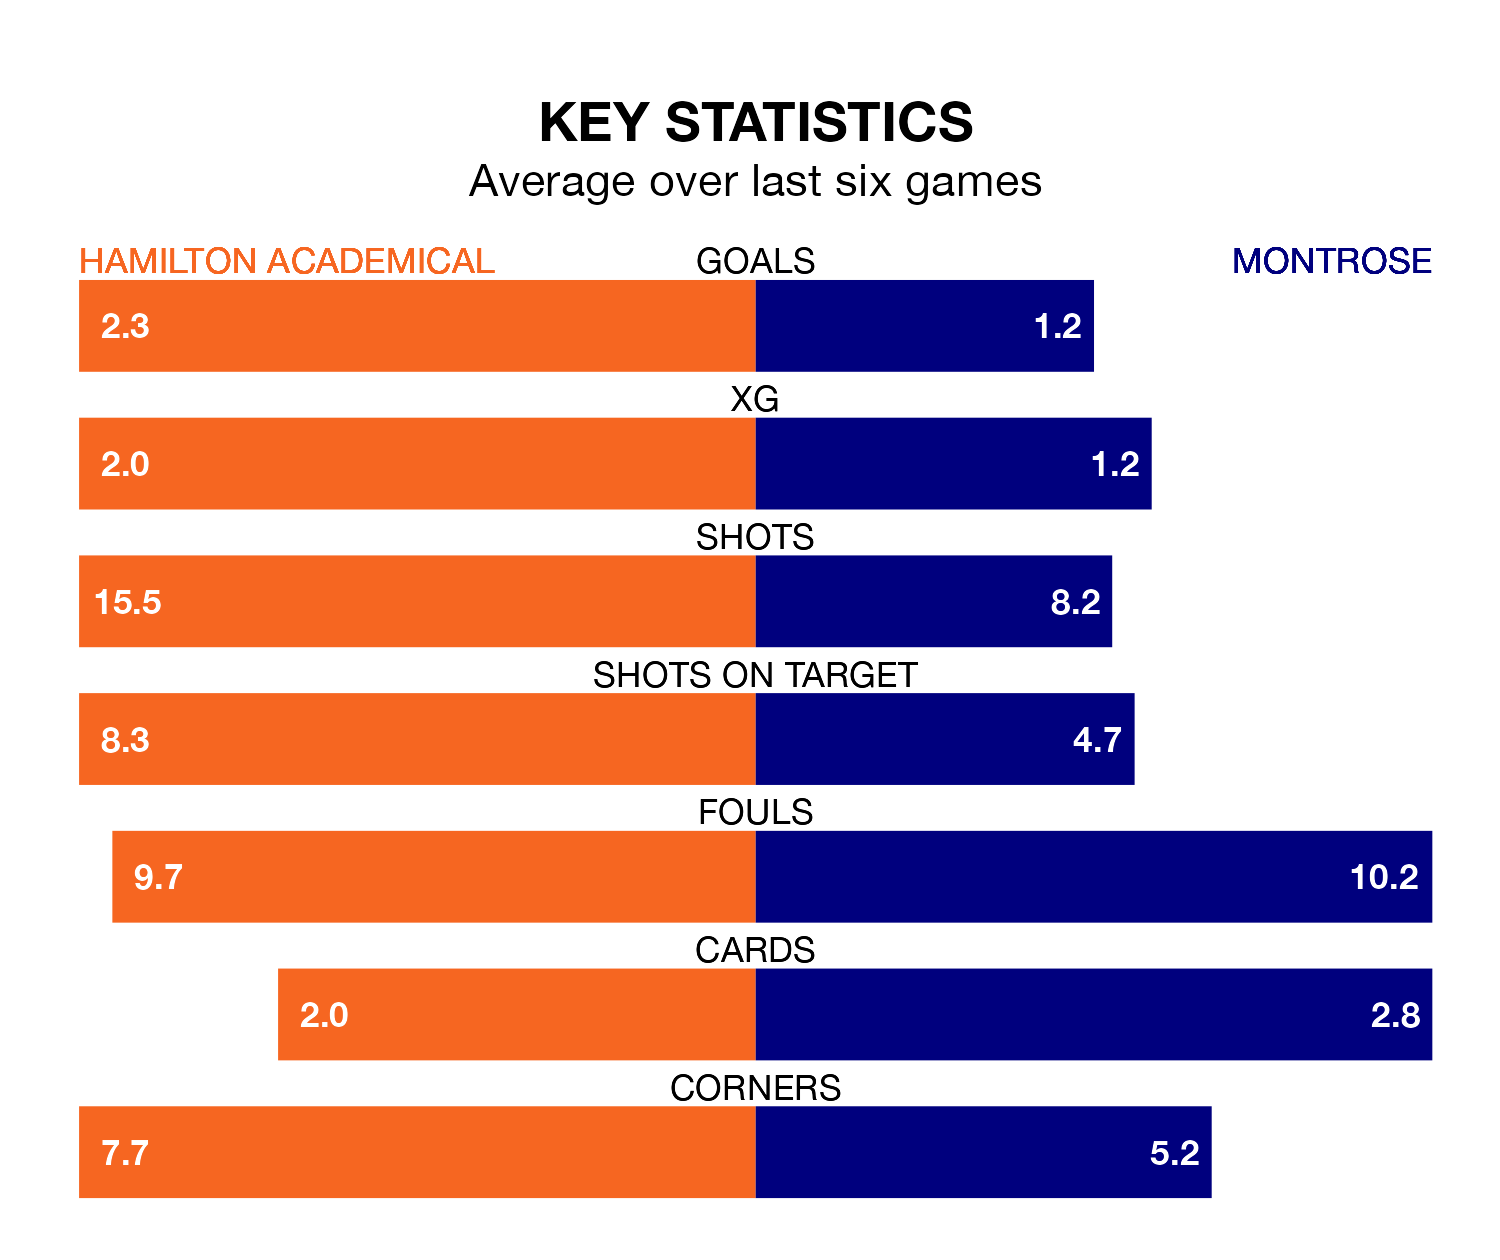 KEY STATISTICS
Average over last six games
HAMILTON ACADEMICAL GOALS MONTROSE
2.3 1.2
XG
2.0 1.2
SHOTS
15.5 8.2
SHOTS ON TARGET
8.3 4.7
FOULS
9.7 10.2
CARDS
2.0 2.8
CORNERS
7.7 5.2